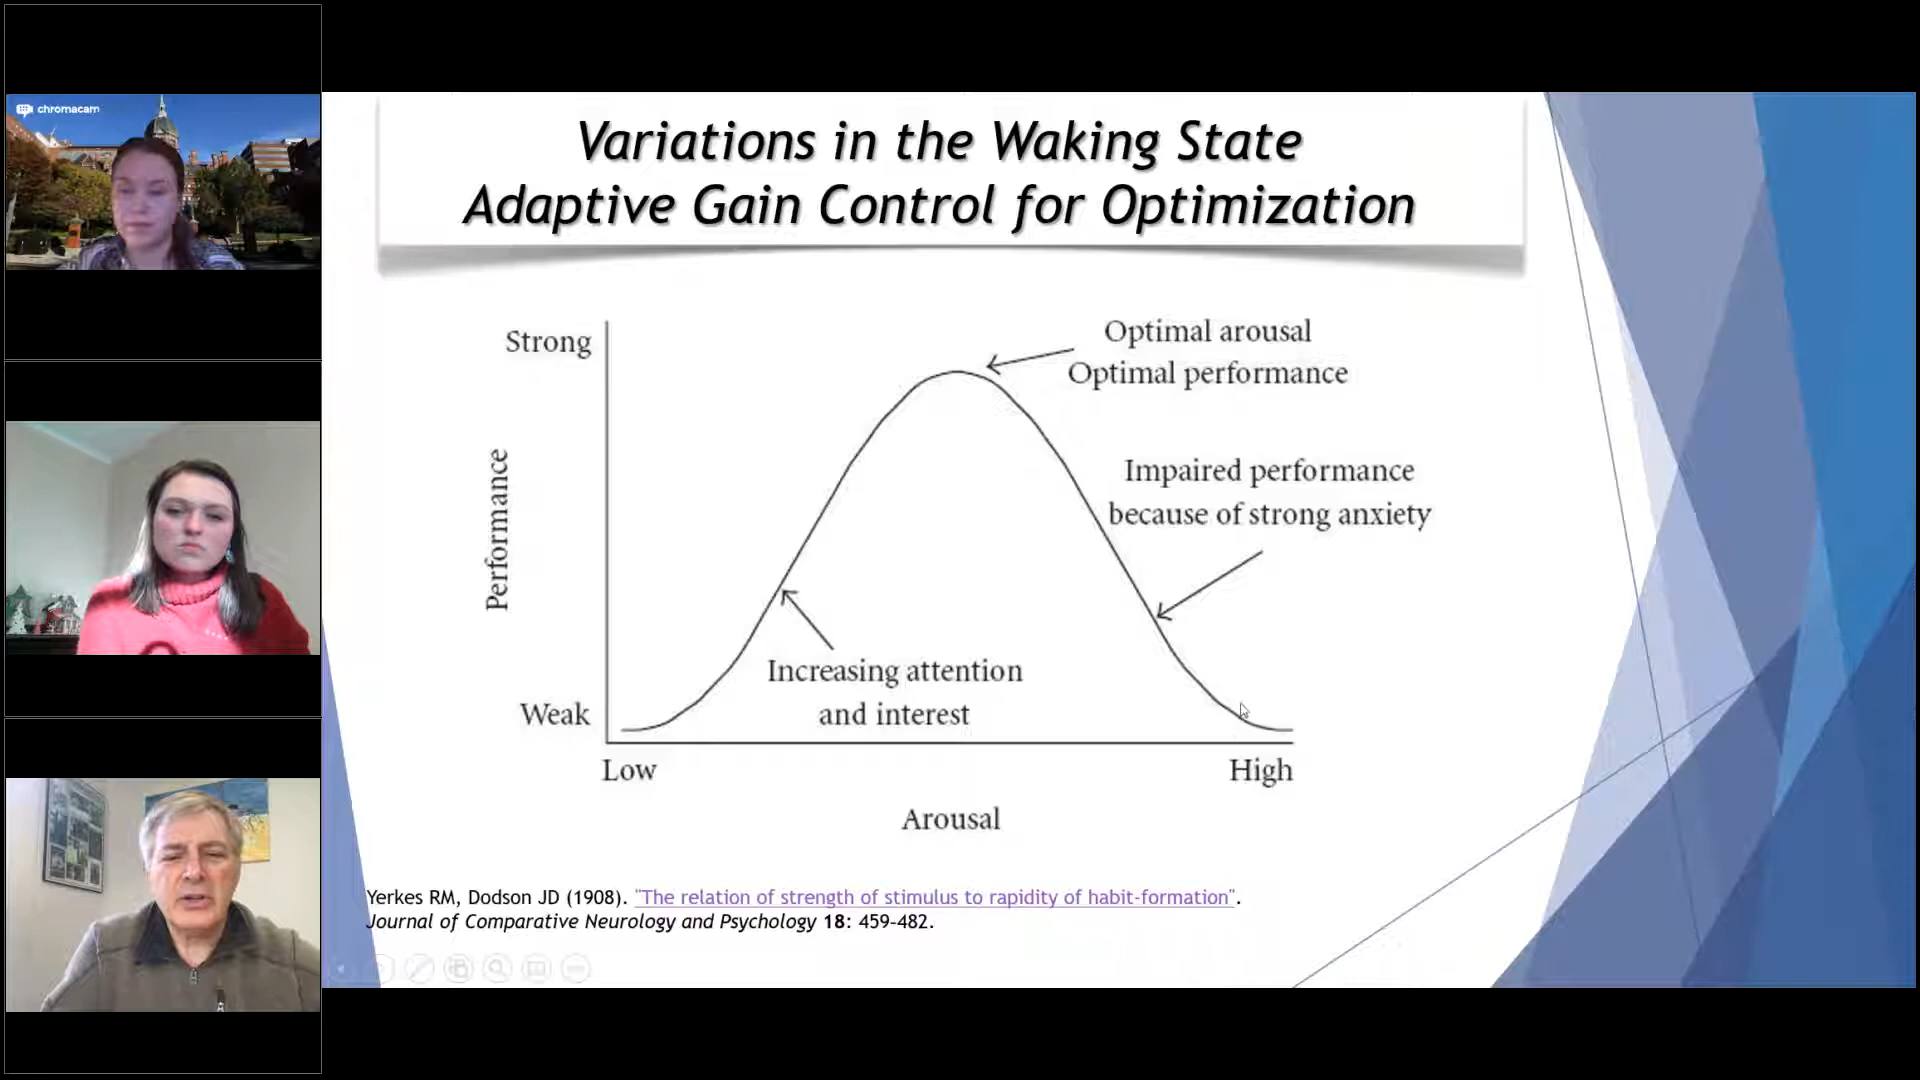 chromacam
Variations in the Waking State
Adaptive Gain Control for Optimization
Strong
Optimal arousal
Optimal performance
Impaired performance
because of strong anxiety
Performance
Increasing attention
and interest
Weak
Low
High
Arousal
Yerkes RM, Dodson JD (1908). "The relation of strength of stimulus to rapidity of habit-formation".
Journal of Comparative Neurology and Psychology 18: 459-482.